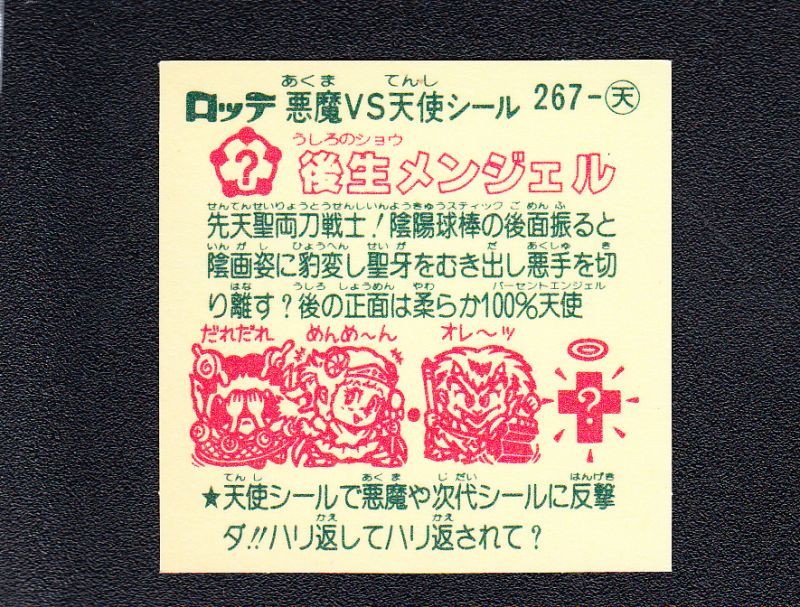 あくま てんし
ロッテ 悪魔VS天使シール 267-天
うしろのショウ
? 後生メンジェル
せんてんせいりょうとうせんしいんようきゅうスティック ご めん ふ
先天聖両刀戦士!陰陽球棒の後面振ると
いんがし ひょうへん せいが だ あくしゅ き
陰画姿に豹変し聖牙をむき出し悪手を切
はな うしろ しょうめん やわ パーセントエンジェル
り離す?後の正面は柔らか100%天使
だれだれ めんめ〜ん オレ〜ッ
?
てんし あくま じだい はんげき
★天使シールで悪魔や次代シールに反撃
かえ かえ
ダ!!ハリ返してハリ返されて?